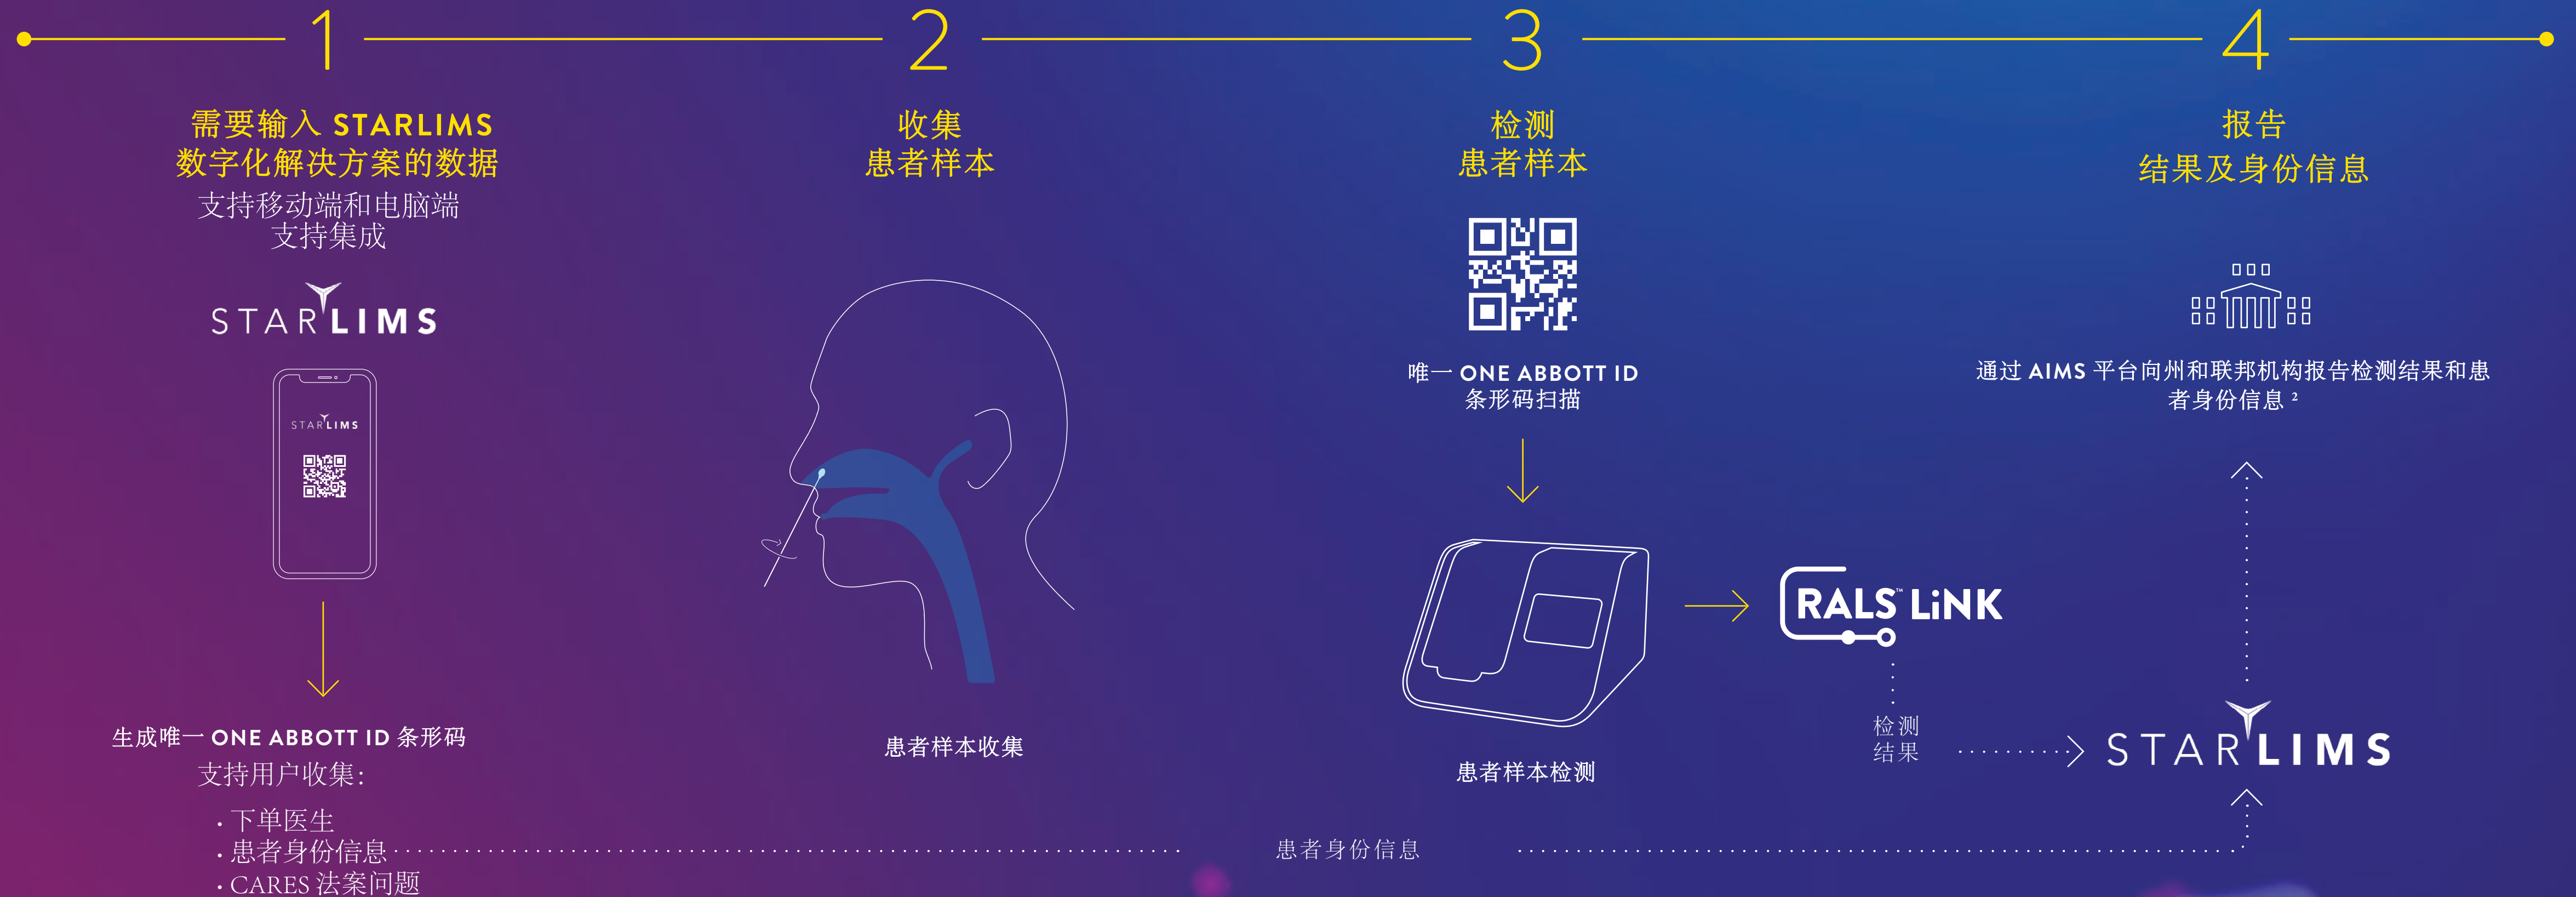 1
需要输入 STARLIMS
数字化解决方案的数据
支持移动端和电脑端
支持集成
STARLIMS
STARLIMS
生成唯一 ONE ABBOTT ID 条形码
支持用户收集：
· 下单医生
· 患者身份信息
· CARES 法案问题
2
收集
患者样本
患者样本收集
患者身份信息
3
检测
患者样本
唯一 ONE ABBOTT ID
条形码扫描
患者样本检测
RALS™ LiNK
检测
结果
4
报告
结果及身份信息
通过 AIMS 平台向州和联邦机构报告检测结果和患
者身份信息 ²
STARLIMS